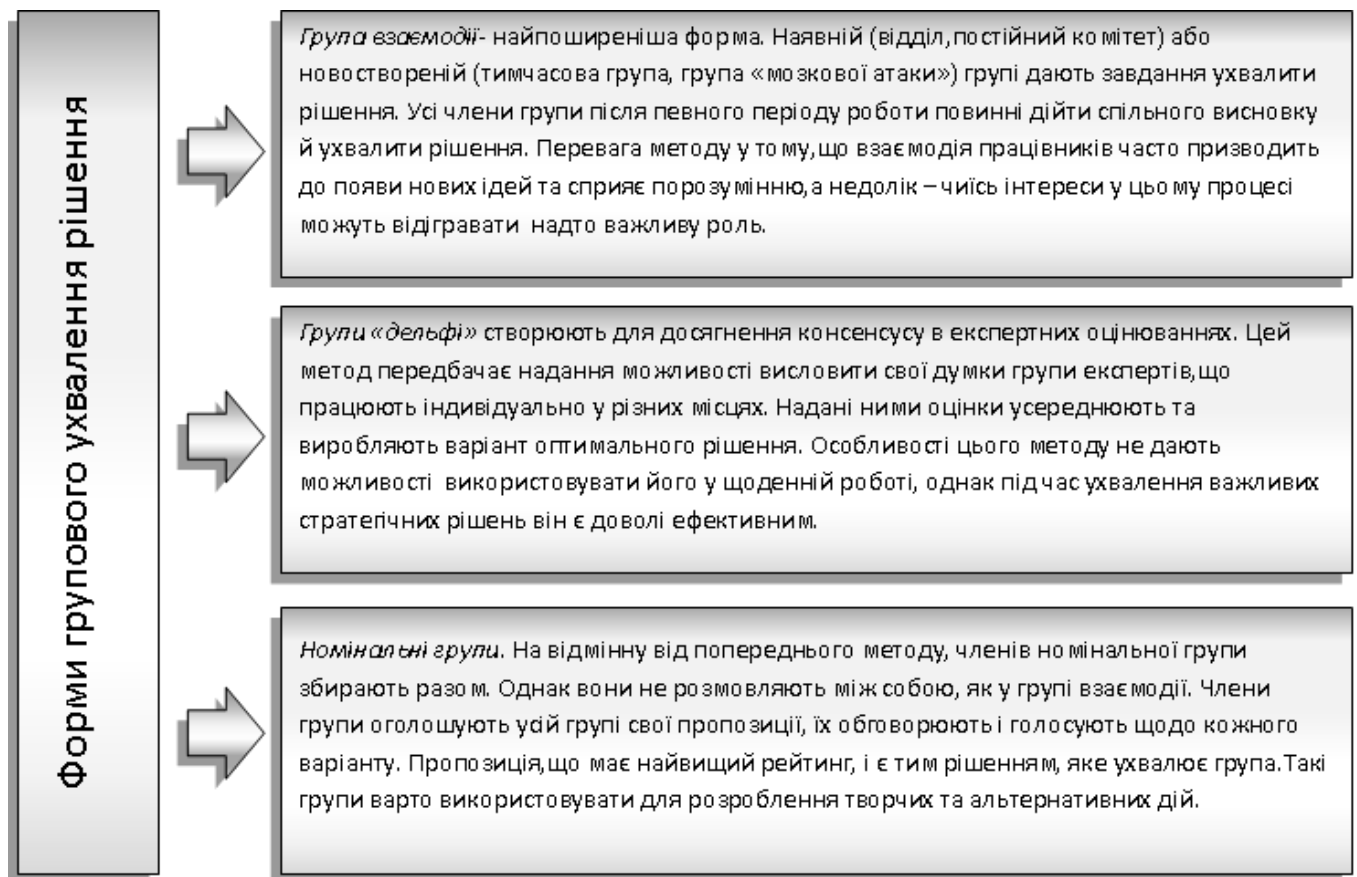 Форми групового ухвалення рішення
Група взаємодії- найпоширеніша форма. Наявній (відділ,постійний комітет) або
новоствореній (тимчасова група, група «мозкової атаки») групі дають завдання ухвалити
рішення. Усі члени групи після певного періоду роботи повинні дійти спільного висновку
й ухвалити рішення. Перевага методу у тому,що взаємодія працівників часто призводить
до появи нових ідей та сприяє порозумінню,а недолік – чиїсь інтереси у цьому процесі
можуть відігравати надто важливу роль.
Групи «дельфі» створюють для досягнення консенсусу в експертних оцінюваннях. Цей
метод передбачає надання можливості висловити свої думки групи експертів,що
працюють індивідуально у різних місцях. Надані ними оцінки усереднюють та
виробляють варіант оптимального рішення. Особливості цього методу не дають
можливості використовувати його у щоденній роботі, однак під час ухвалення важливих
стратегічних рішень він є доволі ефективним.
Номінальні групи. На відмінну від попереднього методу, членів номінальної групи
збирають разом. Однак вони не розмовляють між собою, як у групі взаємодії. Члени
групи оголошують усій групі свої пропозиції, їх обговорюють і голосують щодо кожного
варіанту. Пропозиція,що має найвищий рейтинг, і є тим рішенням, яке ухвалює група.Такі
групи варто використовувати для розроблення творчих та альтернативних дій.